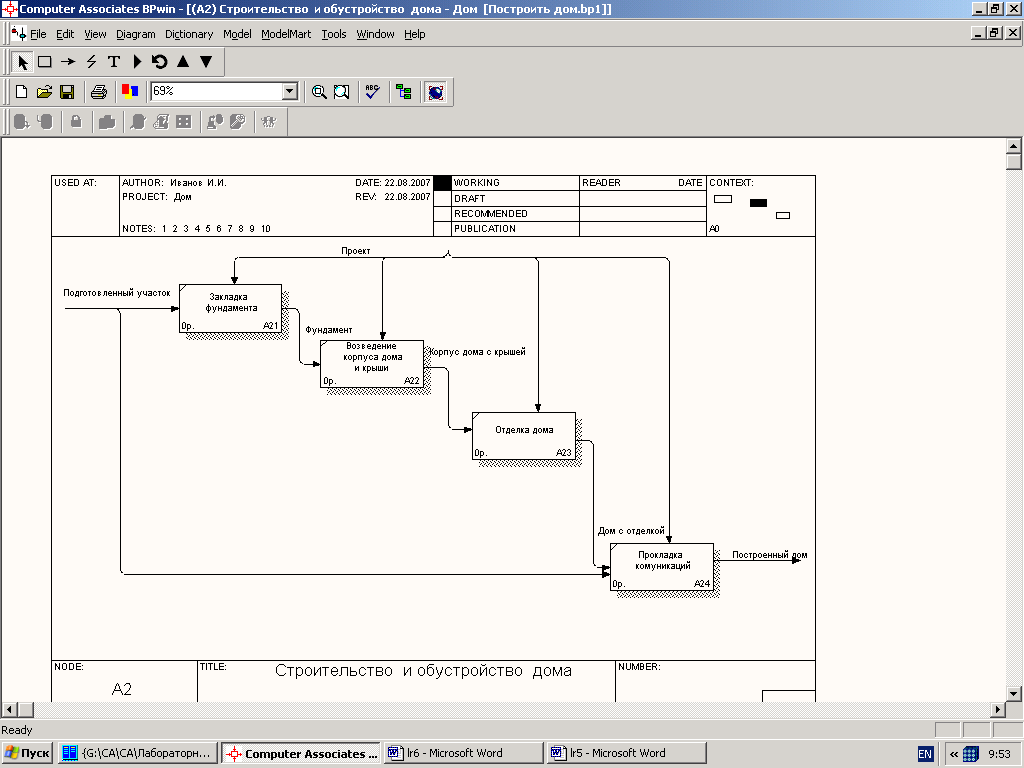 Computer Associates BPwin - [(A2) Строительство и обустройство дома - Дом [Построить дом.bp1]]
File Edit View Diagram Dictionary Model ModelMart Tools Window Help
69%
USED AT:
AUTHOR: Иванов И.И.
DATE: 22.08.2007
WORKING
READER
DATE
CONTEXT:
PROJECT: Дом
REV: 22.08.2007
DRAFT
RECOMMENDED
NOTES: 1 2 3 4 5 6 7 8 9 10
PUBLICATION
A0
Проект
Подготовленный участок
Закладка
фундамента
0р.
A21
Фундамент
Возведение
корпуса дома
и крыши
0р.
A22
Корпус дома с крышей
Отделка дома
0р.
A23
Дом с отделкой
Прокладка
комуникаций
0р.
A24
Построенный дом
NODE:
TITLE:
NUMBER:
A2
Строительство и обустройство дома
Ready
Пуск
{G:\CA\CA\Лабораторн...
Computer Associates ...
lr6 - Microsoft Word
lr5 - Microsoft Word
EN
9:53